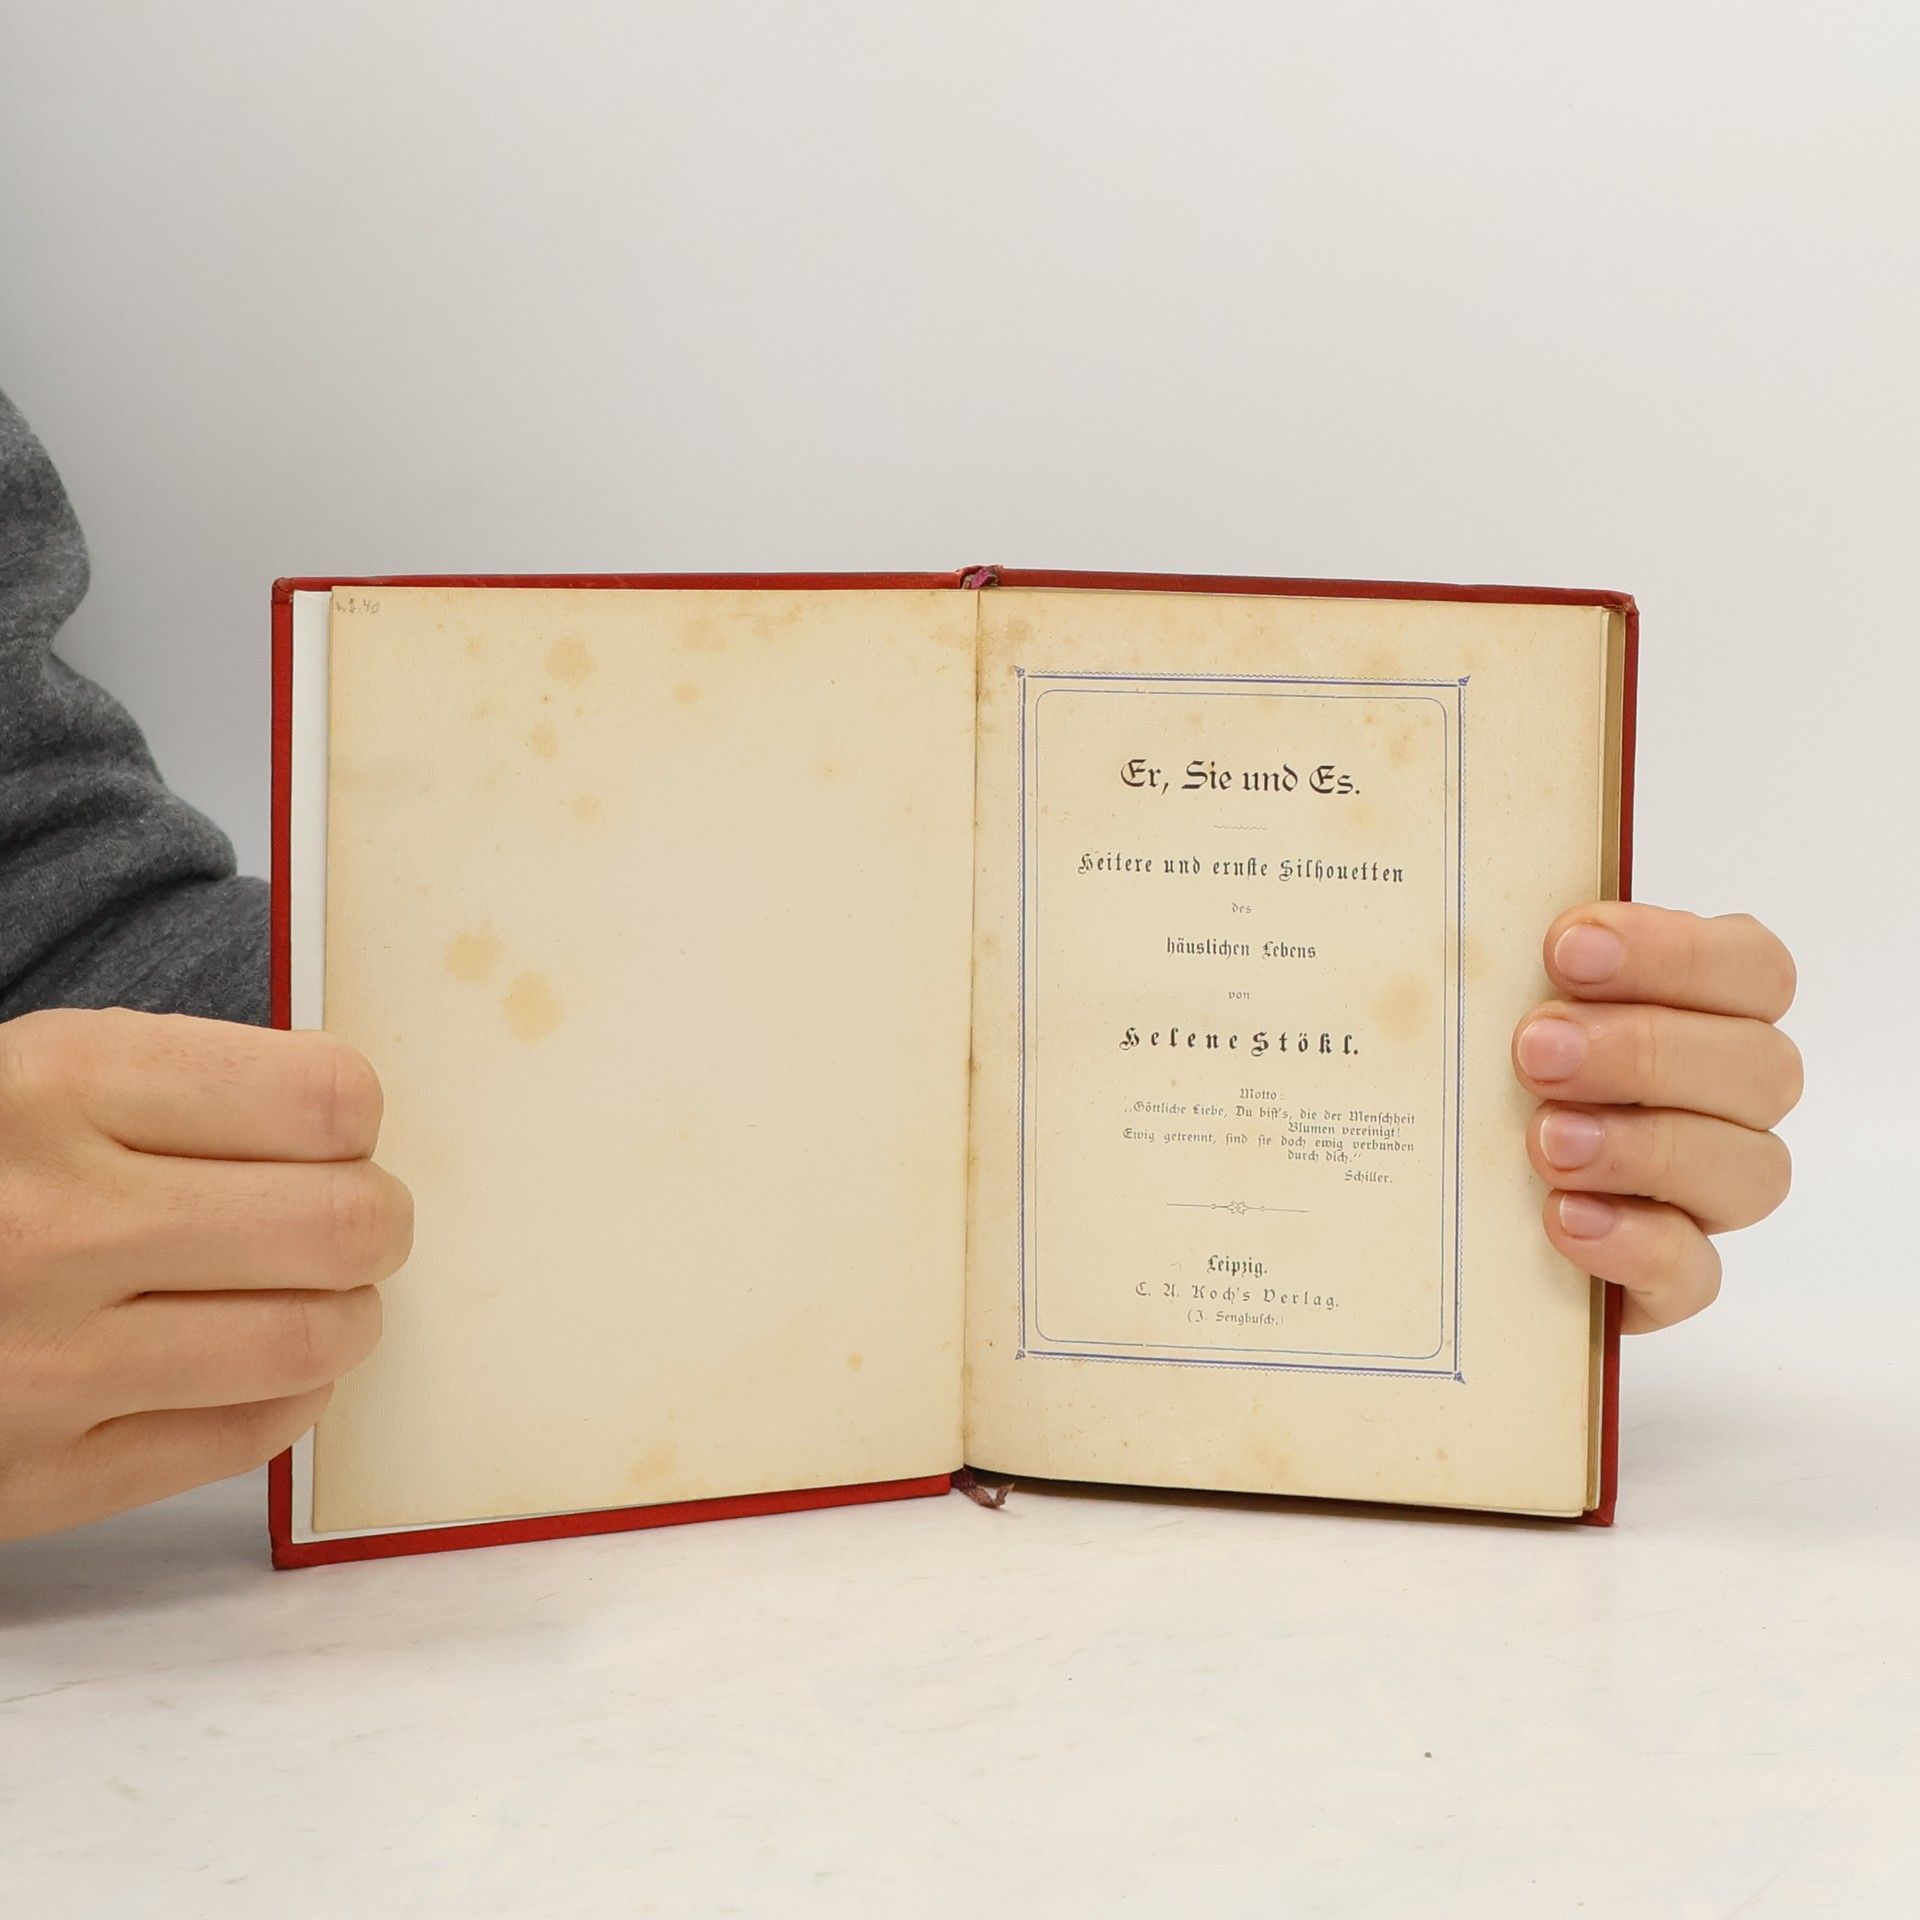 Er, Sie und Es.
Heitere und ernste Silhouetten
des
häuslichen Lebens
von
Helene Stökl.
Motto:
„Göttliche Liebe, Du bist's, die der Menschheit
Blumen vereinigt!
Ewig getrennt, sind sie doch ewig verbunden
durch dich.“
Schiller.
Leipzig.
C. A. Koch's Verlag.
(J. Sengbusch.)